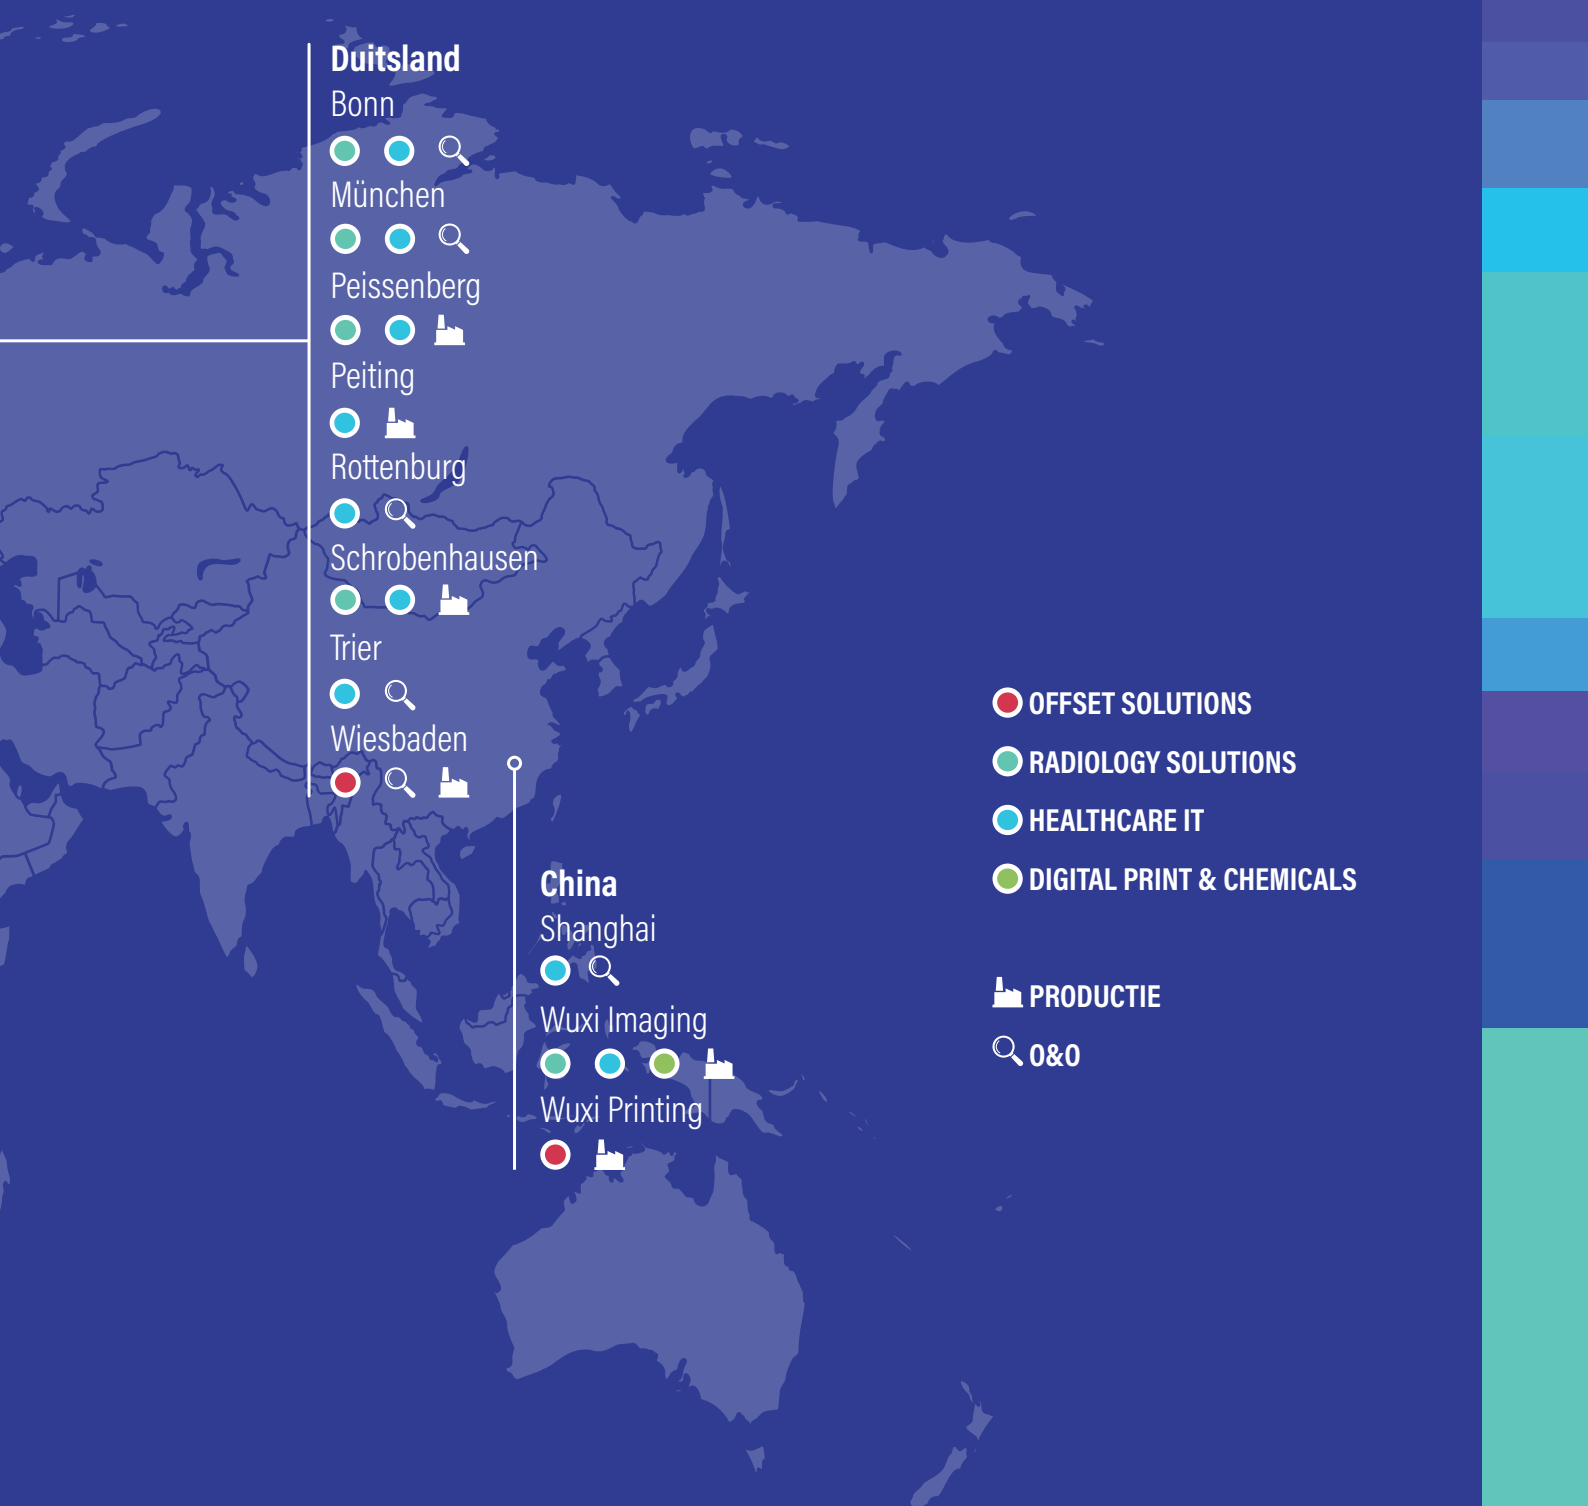 Duitsland
Bonn
München
Peissenberg
Peiting
Rottenburg
Schrobenhausen
Trier
Wiesbaden
China
Shanghai
Wuxi Imaging
Wuxi Printing
OFFSET SOLUTIONS
RADIOLOGY SOLUTIONS
HEALTHCARE IT
DIGITAL PRINT & CHEMICALS
PRODUCTIE
O&O